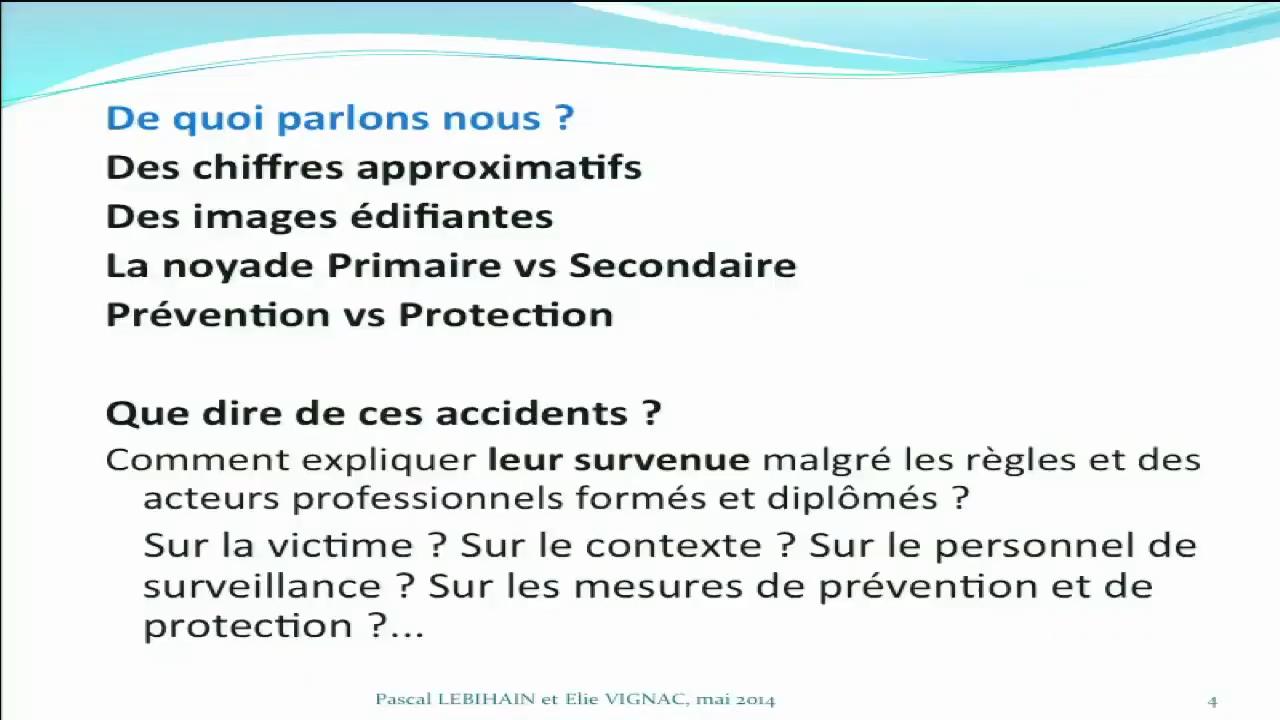 De quoi parlons nous ?
Des chiffres approximatifs
Des images édifiantes
La noyade Primaire vs Secondaire
Prévention vs Protection
Que dire de ces accidents ?
Comment expliquer leur survenue malgré les règles et des
acteurs professionnels formés et diplômés ?
Sur la victime ? Sur le contexte ? Sur le personnel de
surveillance ? Sur les mesures de prévention et de
protection ?...
Pascal LEBIHAIN et Elie VIGNAC, mai 2014
4